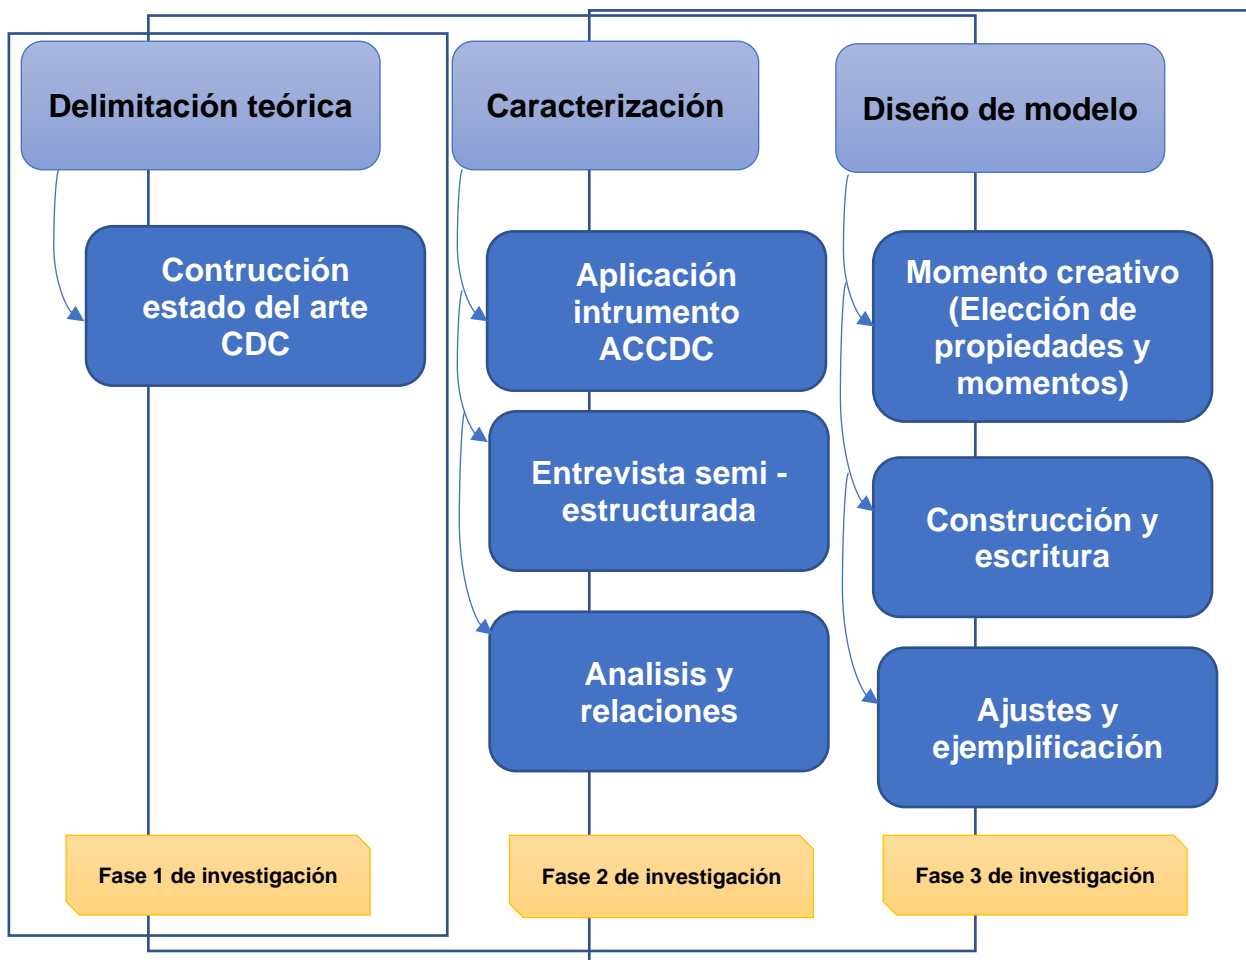 Delimitación teórica
Contrucción
estado del arte
CDC
Fase 1 de investigación
Caracterización
Aplicación
intrumento
ACCDC
Entrevista semi -
estructurada
Analisis y
relaciones
Fase 2 de investigación
Diseño de modelo
Momento creativo
(Elección de
propiedades y
momentos)
Construcción y
escritura
Ajustes y
ejemplificación
Fase 3 de investigación